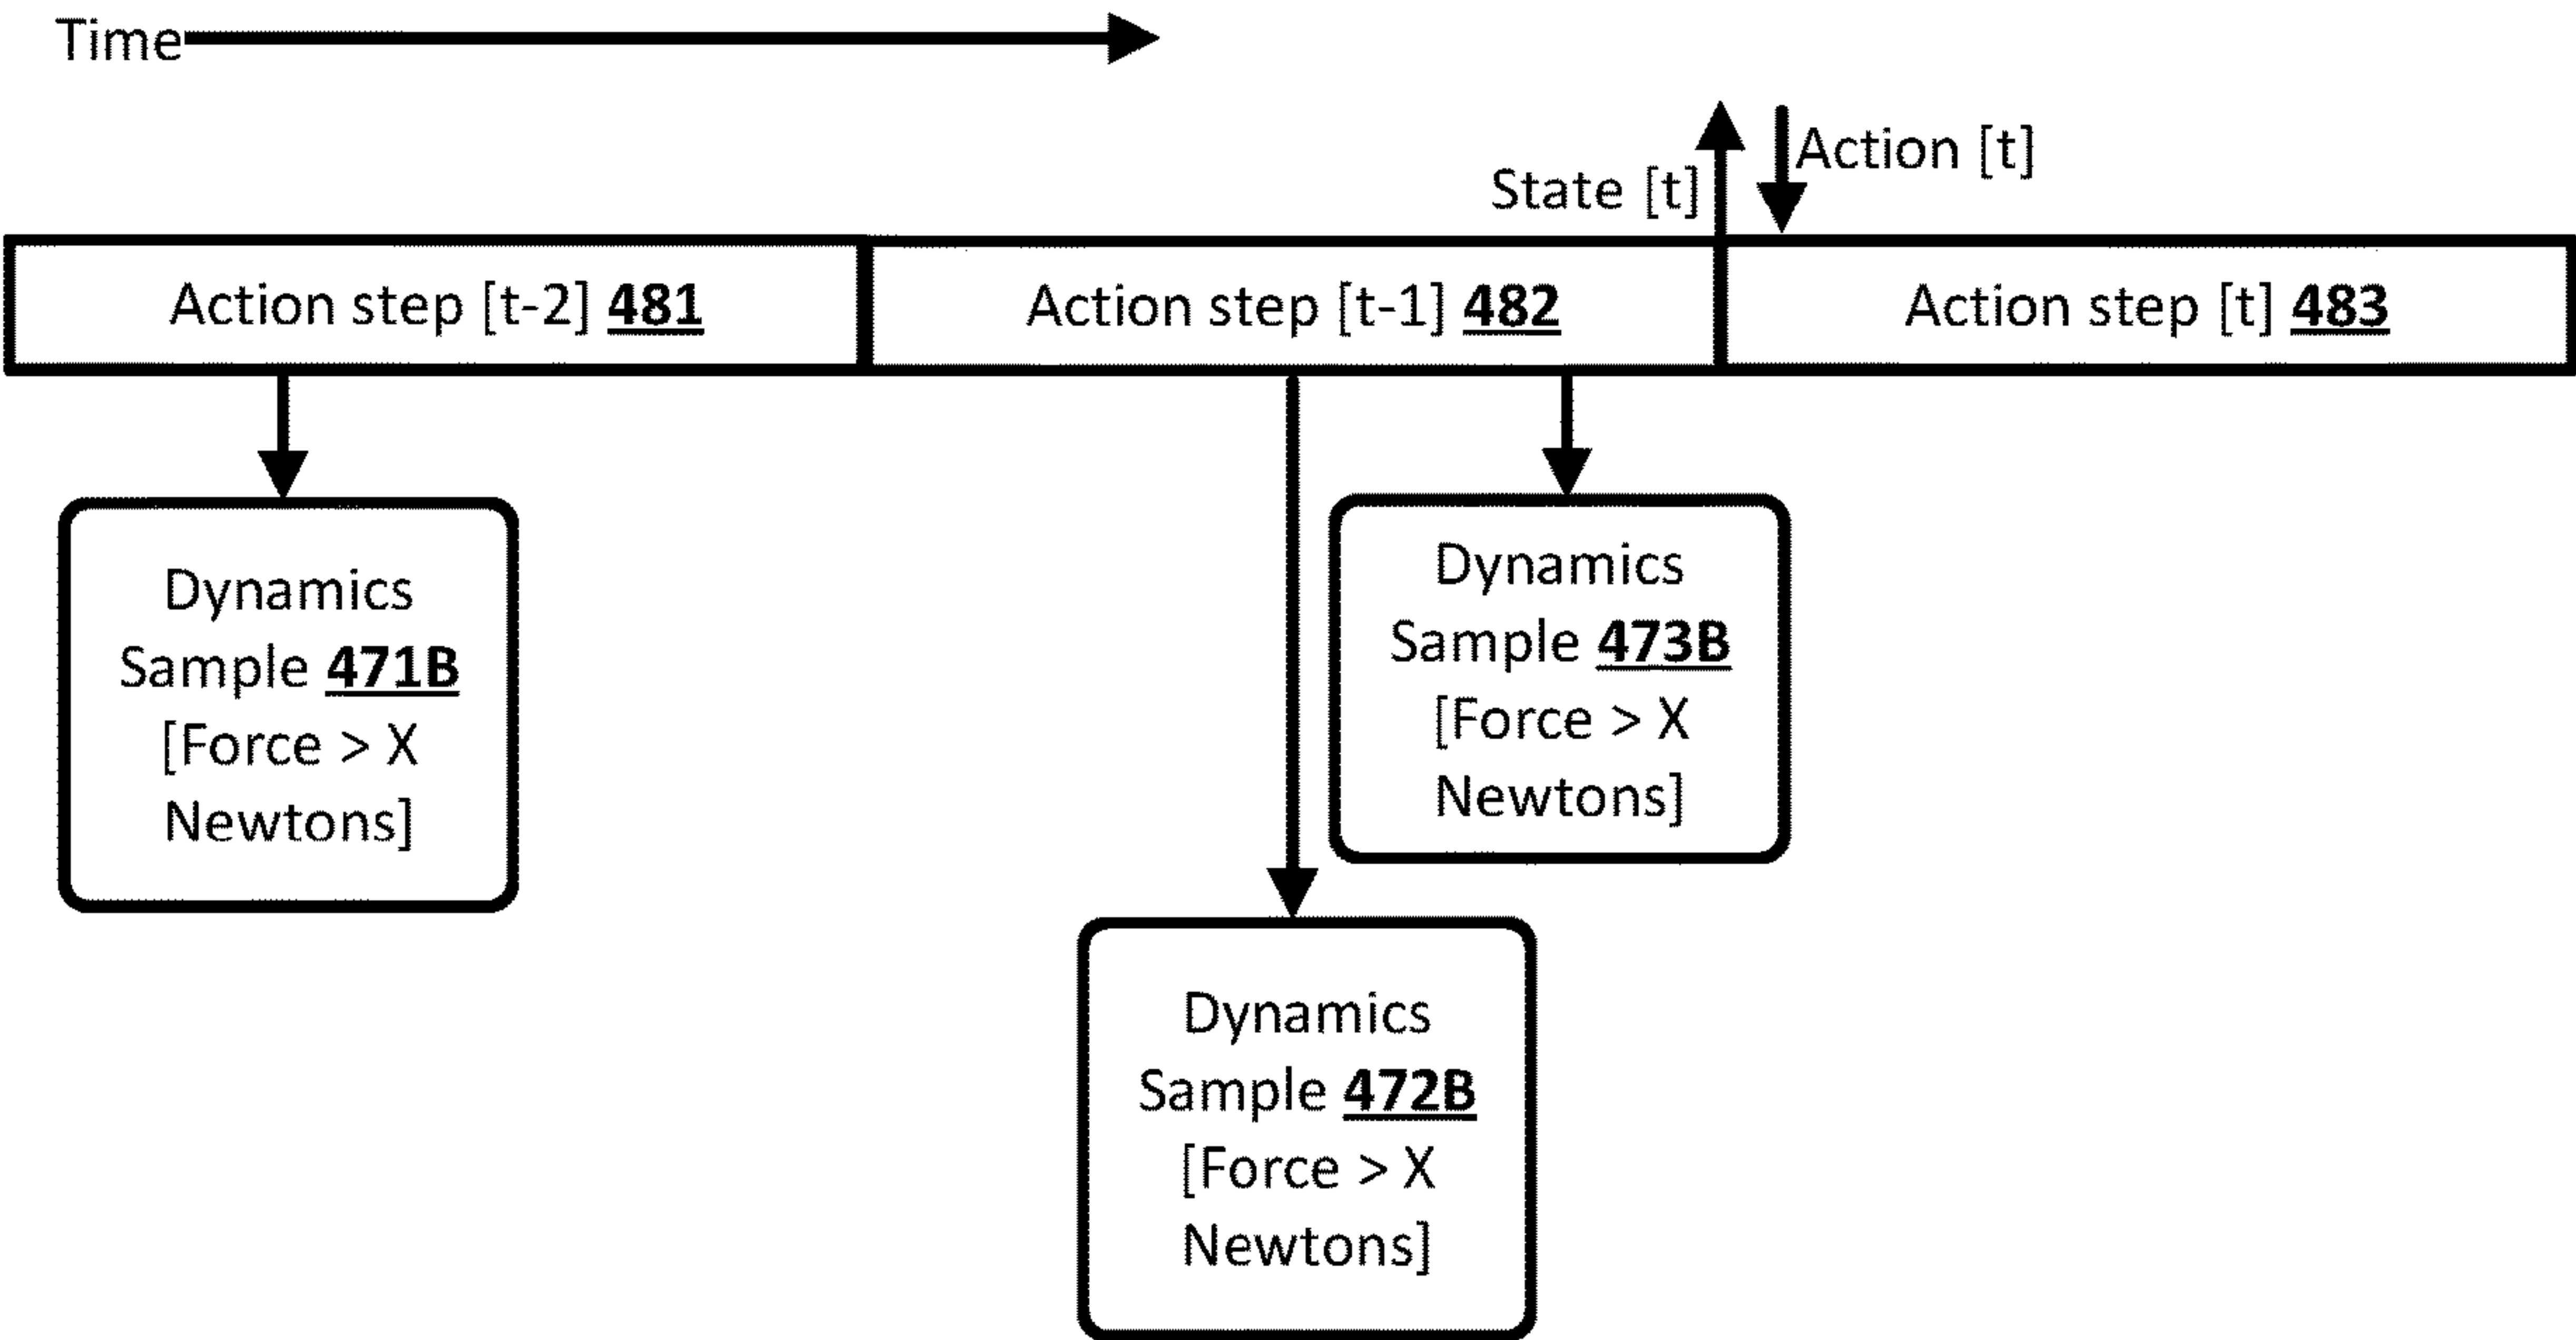 Time
Action [t]
State [t]
Action step [t-2] 481
Action step [t-1] 482
Action step [t] 483
Dynamics
Sample 471B
[Force > X
Newtons]
Dynamics
Sample 473B
[Force > X
Newtons]
Dynamics
Sample 472B
[Force > X
Newtons]